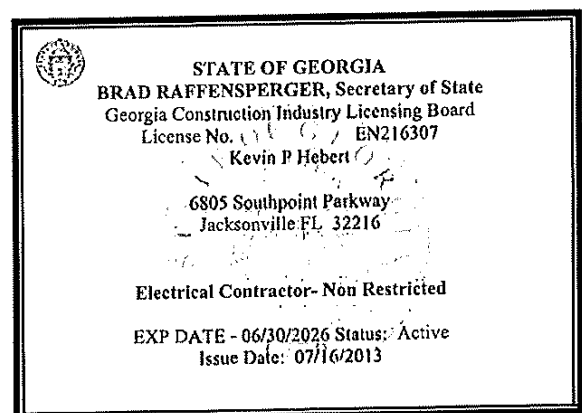 STATE OF GEORGIA
BRAD RAFFENSPERGER, Secretary of State
Georgia Construction Industry Licensing Board
License No. EN216307
Kevin P Hebert
6805 Southpoint Parkway
Jacksonville FL 32216
Electrical Contractor- Non Restricted
EXP DATE - 06/30/2026 Status: Active
Issue Date: 07/16/2013